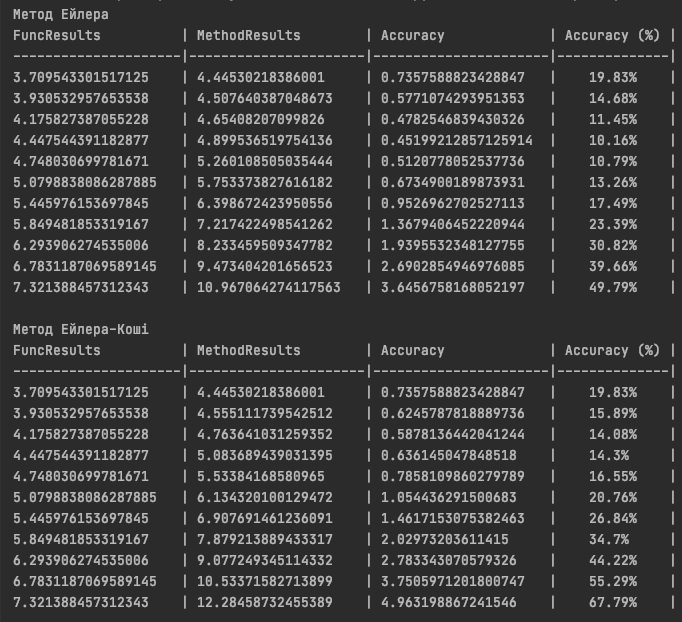 Метод Ейлера
FuncResults | MethodResults | Accuracy | Accuracy (%) |
---------------------|----------------------|----------------------|--------------|
3.709543301517125 | 4.44530218386001 | 0.7357588823428847 | 19.83% |
3.930532957653538 | 4.507640387048673 | 0.5771074293951353 | 14.68% |
4.175827387055228 | 4.65408207099826 | 0.4782546839430326 | 11.45% |
4.447544391182877 | 4.899536519754136 | 0.45199212857125914 | 10.16% |
4.748030699781671 | 5.260108505035444 | 0.5120778052537736 | 10.79% |
5.0798838086287885 | 5.753373827616182 | 0.6734900189873931 | 13.26% |
5.445976153697845 | 6.398672423950556 | 0.9526962702527113 | 17.49% |
5.849481853319167 | 7.217422498541262 | 1.3679406452220944 | 23.39% |
6.293906274535006 | 8.233459509347782 | 1.9395532348127755 | 30.82% |
6.7831187069589145 | 9.473404201656523 | 2.6902854946976085 | 39.66% |
7.321388457312343 | 10.967064274117563 | 3.6456758168052197 | 49.79% |
Метод Ейлера-Коші
FuncResults | MethodResults | Accuracy | Accuracy (%) |
---------------------|----------------------|----------------------|--------------|
3.709543301517125 | 4.44530218386001 | 0.7357588823428847 | 19.83% |
3.930532957653538 | 4.555111739542512 | 0.6245787818889736 | 15.89% |
4.175827387055228 | 4.763641031259352 | 0.5878136442041244 | 14.08% |
4.447544391182877 | 5.083689439031395 | 0.636145047848518 | 14.3% |
4.748030699781671 | 5.53384168580965 | 0.7858109860279789 | 16.55% |
5.0798838086287885 | 6.134320100129472 | 1.054436291500683 | 20.76% |
5.445976153697845 | 6.907691461236091 | 1.4617153075382463 | 26.84% |
5.849481853319167 | 7.879213889433317 | 2.02973203611415 | 34.7% |
6.293906274535006 | 9.077249345114332 | 2.783343070579326 | 44.22% |
6.7831187069589145 | 10.53371582713899 | 3.7505971201800747 | 55.29% |
7.321388457312343 | 12.28458732455389 | 4.963198867241546 | 67.79% |